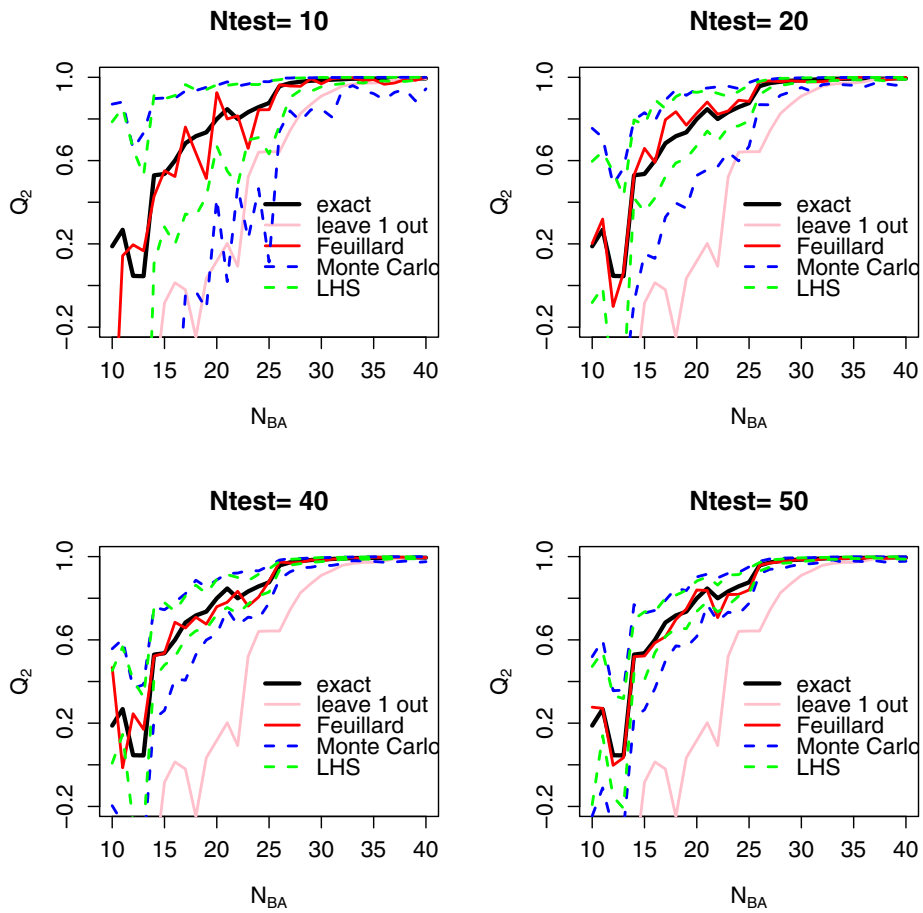 Ntest= 10
Q2
1.0
0.6
0.2
−0.2
exact
leave 1 out
Feuillard
Monte Carlo
LHS
10 15 20 25 30 35 40
NBA
Ntest= 20
Q2
1.0
0.6
0.2
−0.2
exact
leave 1 out
Feuillard
Monte Carlo
LHS
10 15 20 25 30 35 40
NBA
Ntest= 40
Q2
1.0
0.6
0.2
−0.2
exact
leave 1 out
Feuillard
Monte Carlo
LHS
10 15 20 25 30 35 40
NBA
Ntest= 50
Q2
1.0
0.6
0.2
−0.2
exact
leave 1 out
Feuillard
Monte Carlo
LHS
10 15 20 25 30 35 40
NBA